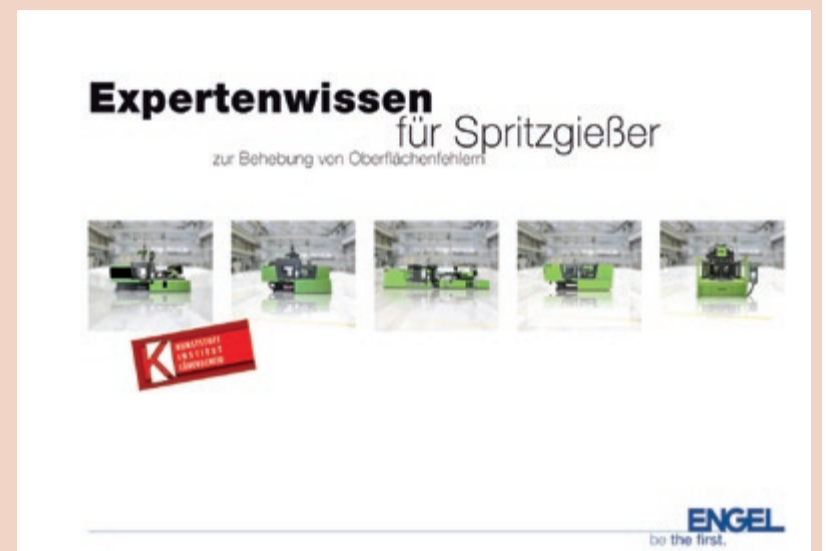 Expertenwissen
für Spritzgießer
zur Behebung von Oberflächenfehlern
KUNSTSTOFF
INSTITUT
LÜDENSCHEID
ENGEL
be the first.